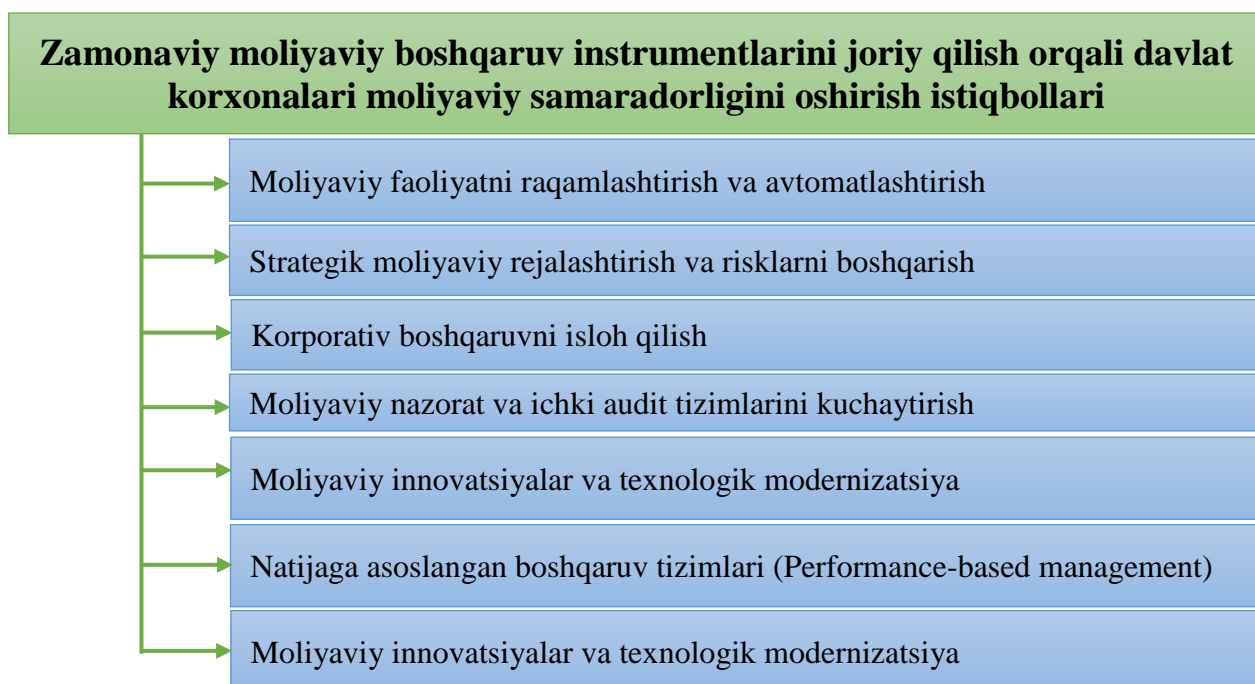 Zamonaviy moliyaviy boshqaruv instrumentlarini joriy qilish orqali davlat
korxonalari moliyaviy samaradorligini oshirish istiqbollari
Moliyaviy faoliyatni raqamlashtirish va avtomatlashtirish
Strategik moliyaviy rejalashtirish va risklarni boshqarish
Korporativ boshqaruvni isloh qilish
Moliyaviy nazorat va ichki audit tizimlarini kuchaytirish
Moliyaviy innovatsiyalar va texnologik modernizatsiya
Natijaga asoslangan boshqaruv tizimlari (Performance-based management)
Moliyaviy innovatsiyalar va texnologik modernizatsiya